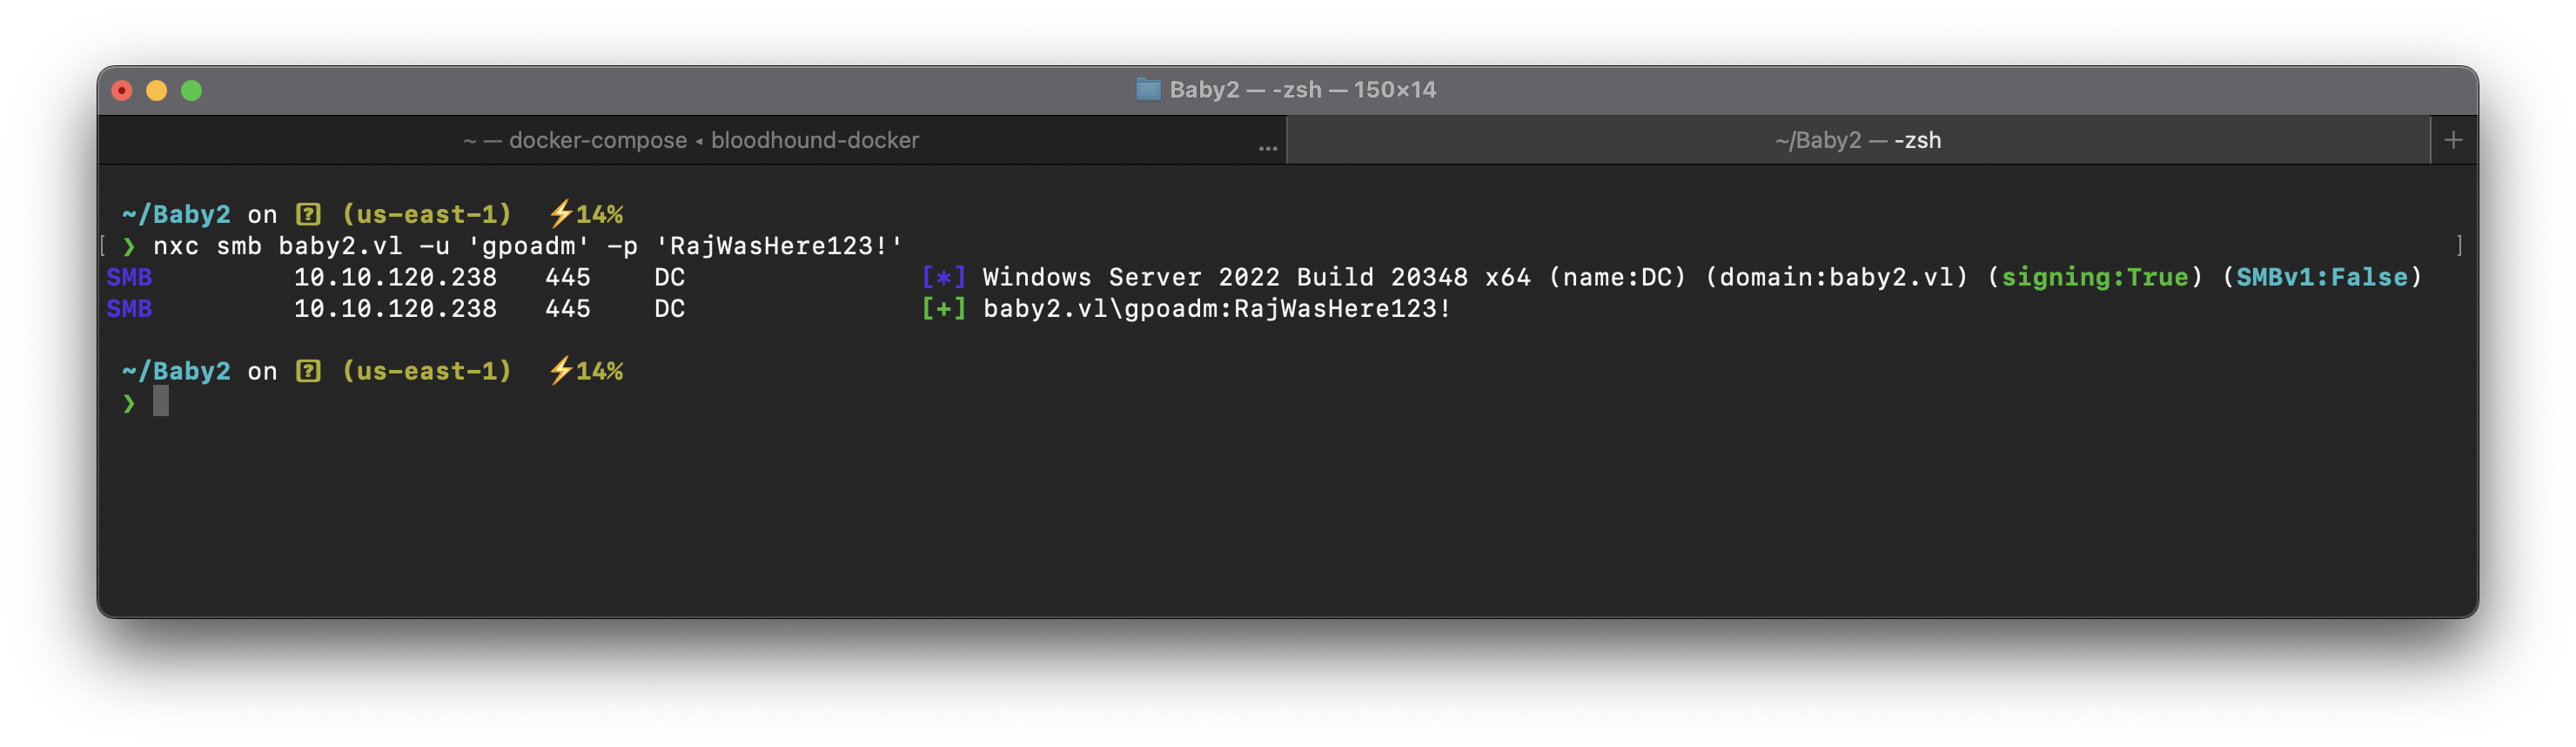 Baby2 — -zsh — 150×14
~ — docker-compose ◂ bloodhound-docker ... ~/Baby2 — -zsh +
~/Baby2 on ? (us-east-1) ⚡14%
[ ❯ nxc smb baby2.vl -u 'gpoadm' -p 'RajWasHere123!' ]
SMB 10.10.120.238 445 DC [*] Windows Server 2022 Build 20348 x64 (name:DC) (domain:baby2.vl) (signing:True) (SMBv1:False)
SMB 10.10.120.238 445 DC [+] baby2.vl\gpoadm:RajWasHere123!
~/Baby2 on ? (us-east-1) ⚡14%
❯